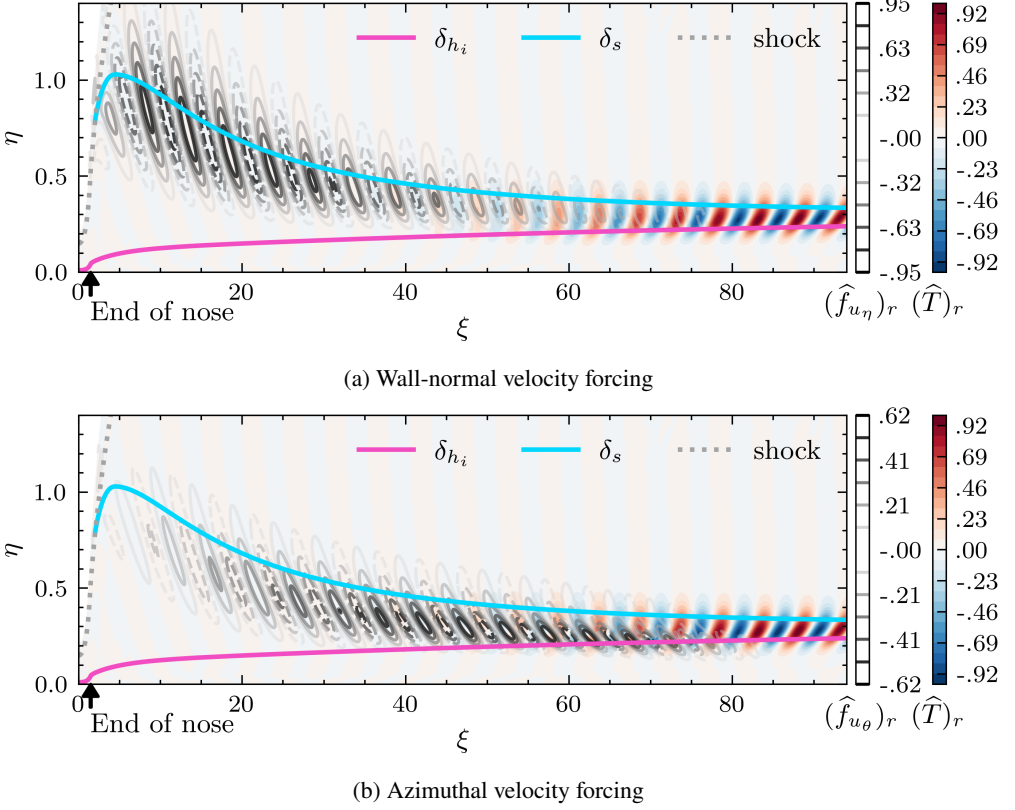 δ_{h_i} δ_s shock
η
1.0
0.5
0.0
0 20 40 60 80
End of nose
ξ
.95
.63
.32
-.00
-.32
-.63
-.95
(f̂_{u_η})_r
.92
.69
.46
.23
.00
-.23
-.46
-.69
-.92
(T̂)_r
(a) Wall-normal velocity forcing
δ_{h_i} δ_s shock
η
1.0
0.5
0.0
0 20 40 60 80
End of nose
ξ
.62
.41
.21
-.00
-.21
-.41
-.62
(f̂_{u_θ})_r
.92
.69
.46
.23
.00
-.23
-.46
-.69
-.92
(T̂)_r
(b) Azimuthal velocity forcing